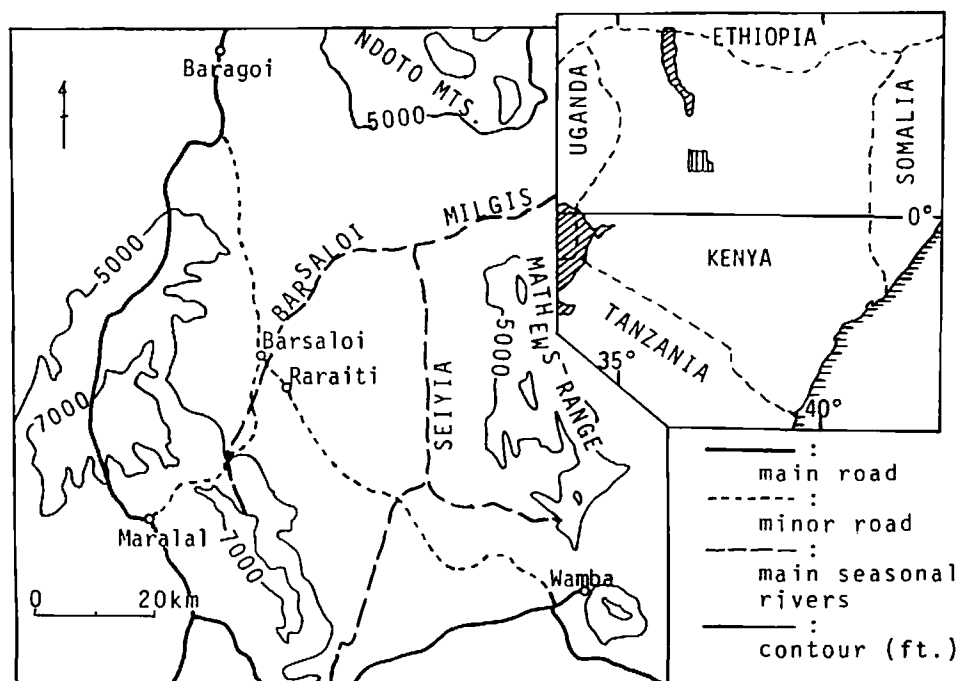 NDOTO MTS.
Baragoi
4
5000
5000
MILGIS
BARSALOI
Barsaloi
Raraiti
SEIYIA
5000
MATHEWS RANGE
7000
Maralal
7000
Wamba
0 20km
ETHIOPIA
UGANDA
SOMALIA
0°
KENYA
TANZANIA
35°
40°
:
main road
:
minor road
:
main seasonal
rivers
:
contour (ft.)